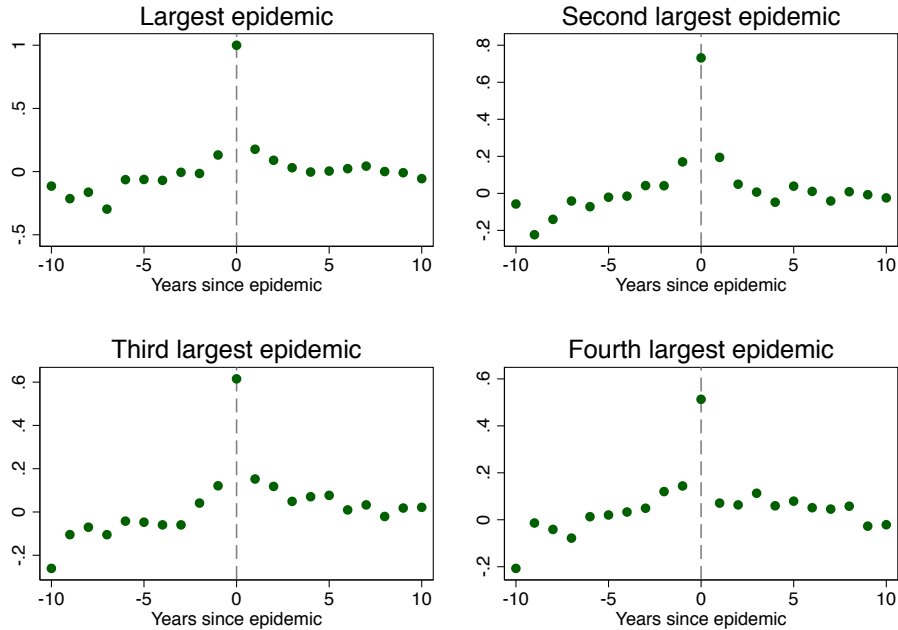 Largest epidemic
1
.5
0
-.5
-10 -5 0 5 10
Years since epidemic
Second largest epidemic
.8
.6
.4
.2
0
-.2
-10 -5 0 5 10
Years since epidemic
Third largest epidemic
.6
.4
.2
0
-.2
-10 -5 0 5 10
Years since epidemic
Fourth largest epidemic
.6
.4
.2
0
-.2
-10 -5 0 5 10
Years since epidemic